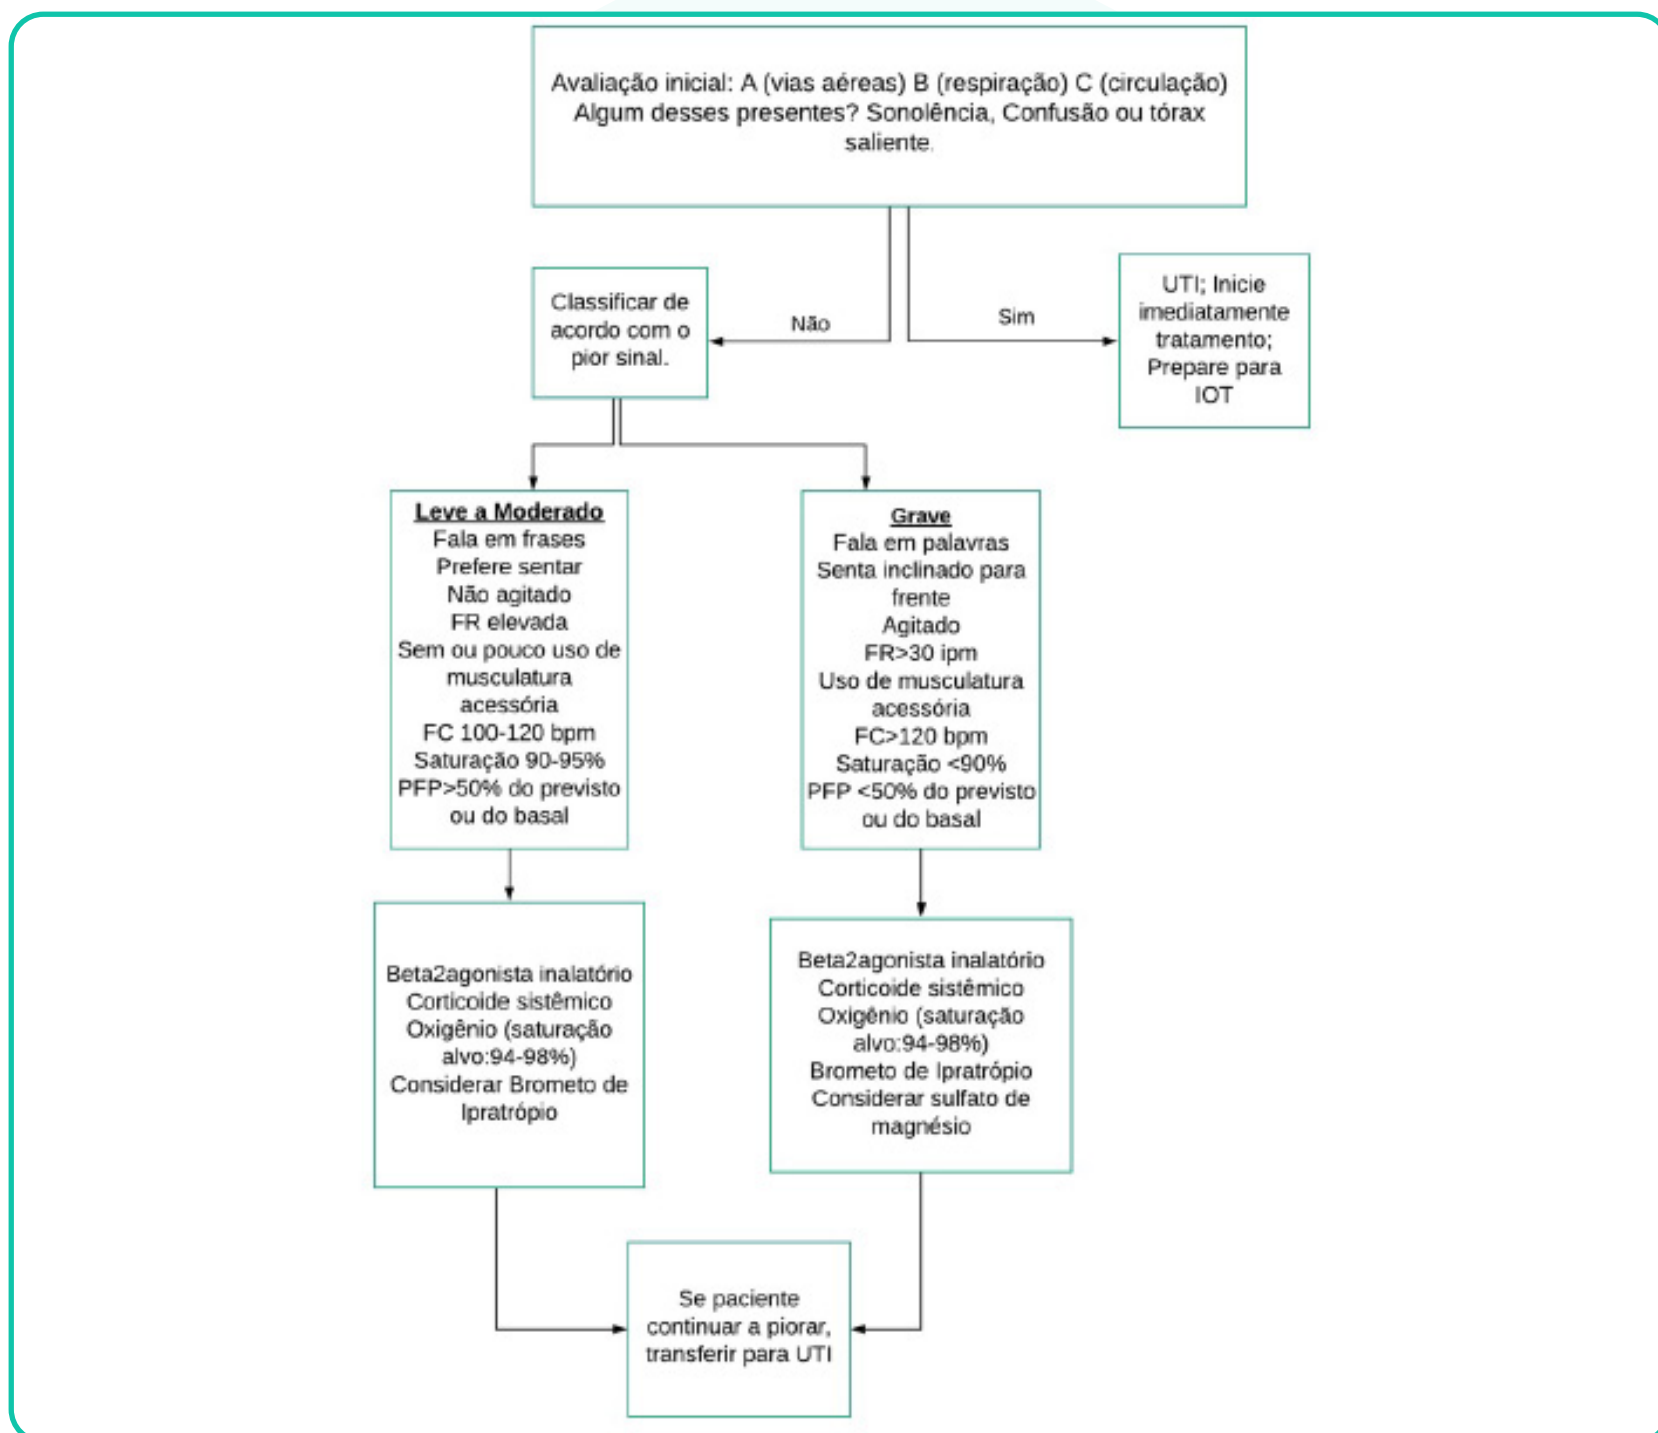 Avaliação inicial: A (vias aéreas) B (respiração) C (circulação)
Algum desses presentes? Sonolência, Confusão ou tórax
saliente.
Classificar de
acordo com o
pior sinal.
Não
Sim
UTI; Inicie
imediatamente
tratamento;
Prepare para
IOT
Leve a Moderado
Fala em frases
Prefere sentar
Não agitado
FR elevada
Sem ou pouco uso de
musculatura
acessória
FC 100-120 bpm
Saturação 90-95%
PFP>50% do previsto
ou do basal
Grave
Fala em palavras
Senta inclinado para
frente
Agitado
FR>30 ipm
Uso de musculatura
acessória
FC>120 bpm
Saturação <90%
PFP <50% do previsto
ou do basal
Beta2agonista inalatório
Corticoide sistêmico
Oxigênio (saturação
alvo:94-98%)
Considerar Brometo de
Ipratrópio
Beta2agonista inalatório
Corticoide sistêmico
Oxigênio (saturação
alvo:94-98%)
Brometo de Ipratrópio
Considerar sulfato de
magnésio
Se paciente
continuar a piorar,
transferir para UTI